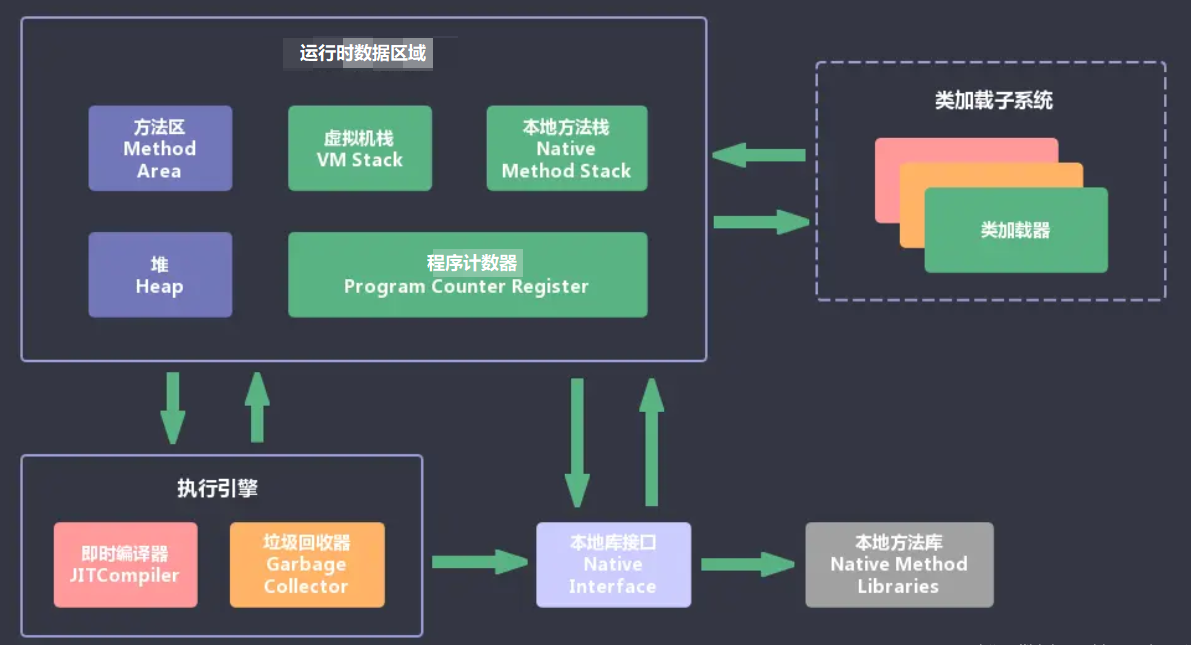 运行时数据区域
方法区
Method
Area
虚拟机栈
VM Stack
本地方法栈
Native
Method Stack
堆
Heap
程序计数器
Program Counter Register
类加载子系统
类加载器
执行引擎
即时编译器
JITCompiler
垃圾回收器
Garbage
Collector
本地库接口
Native
Interface
本地方法库
Native Method
Libraries